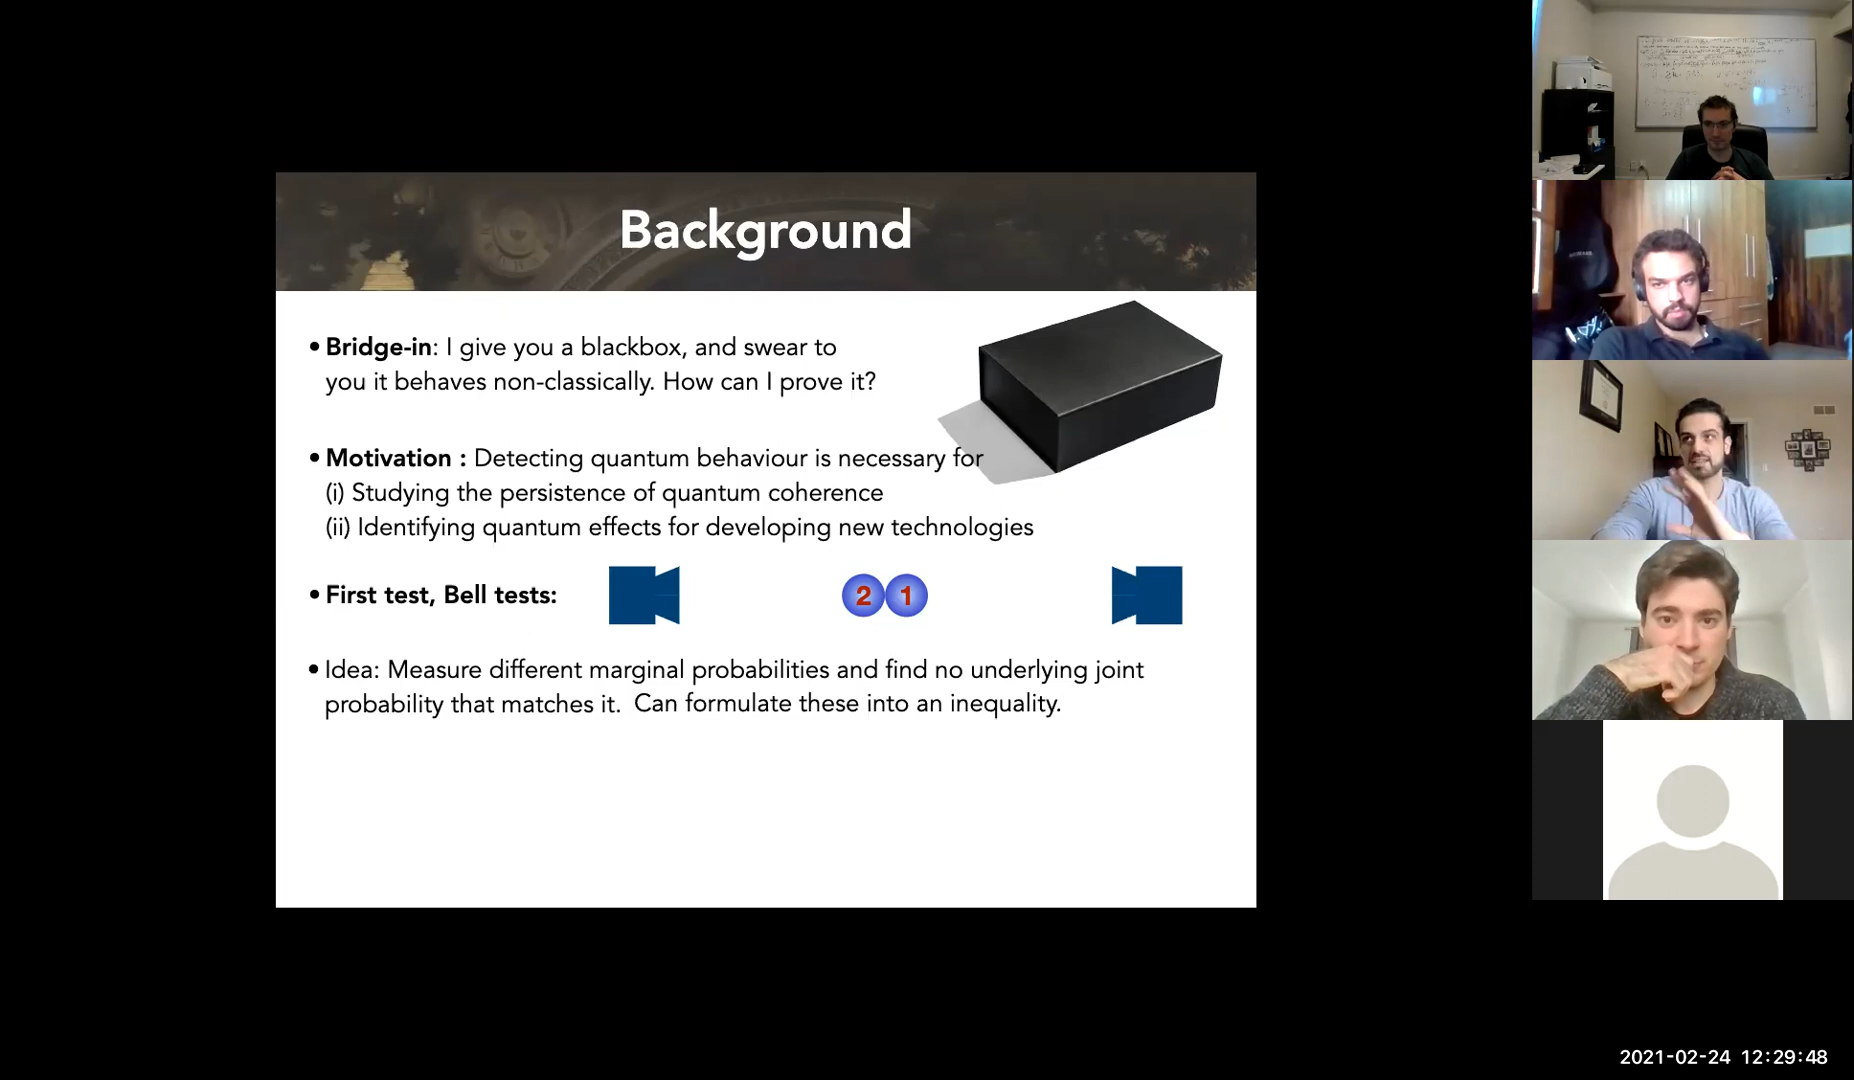 Background
• Bridge-in: I give you a blackbox, and swear to
you it behaves non-classically. How can I prove it?
• Motivation : Detecting quantum behaviour is necessary for
(i) Studying the persistence of quantum coherence
(ii) Identifying quantum effects for developing new technologies
• First test, Bell tests:
2 1
• Idea: Measure different marginal probabilities and find no underlying joint
probability that matches it. Can formulate these into an inequality.
2021-02-24 12:29:48